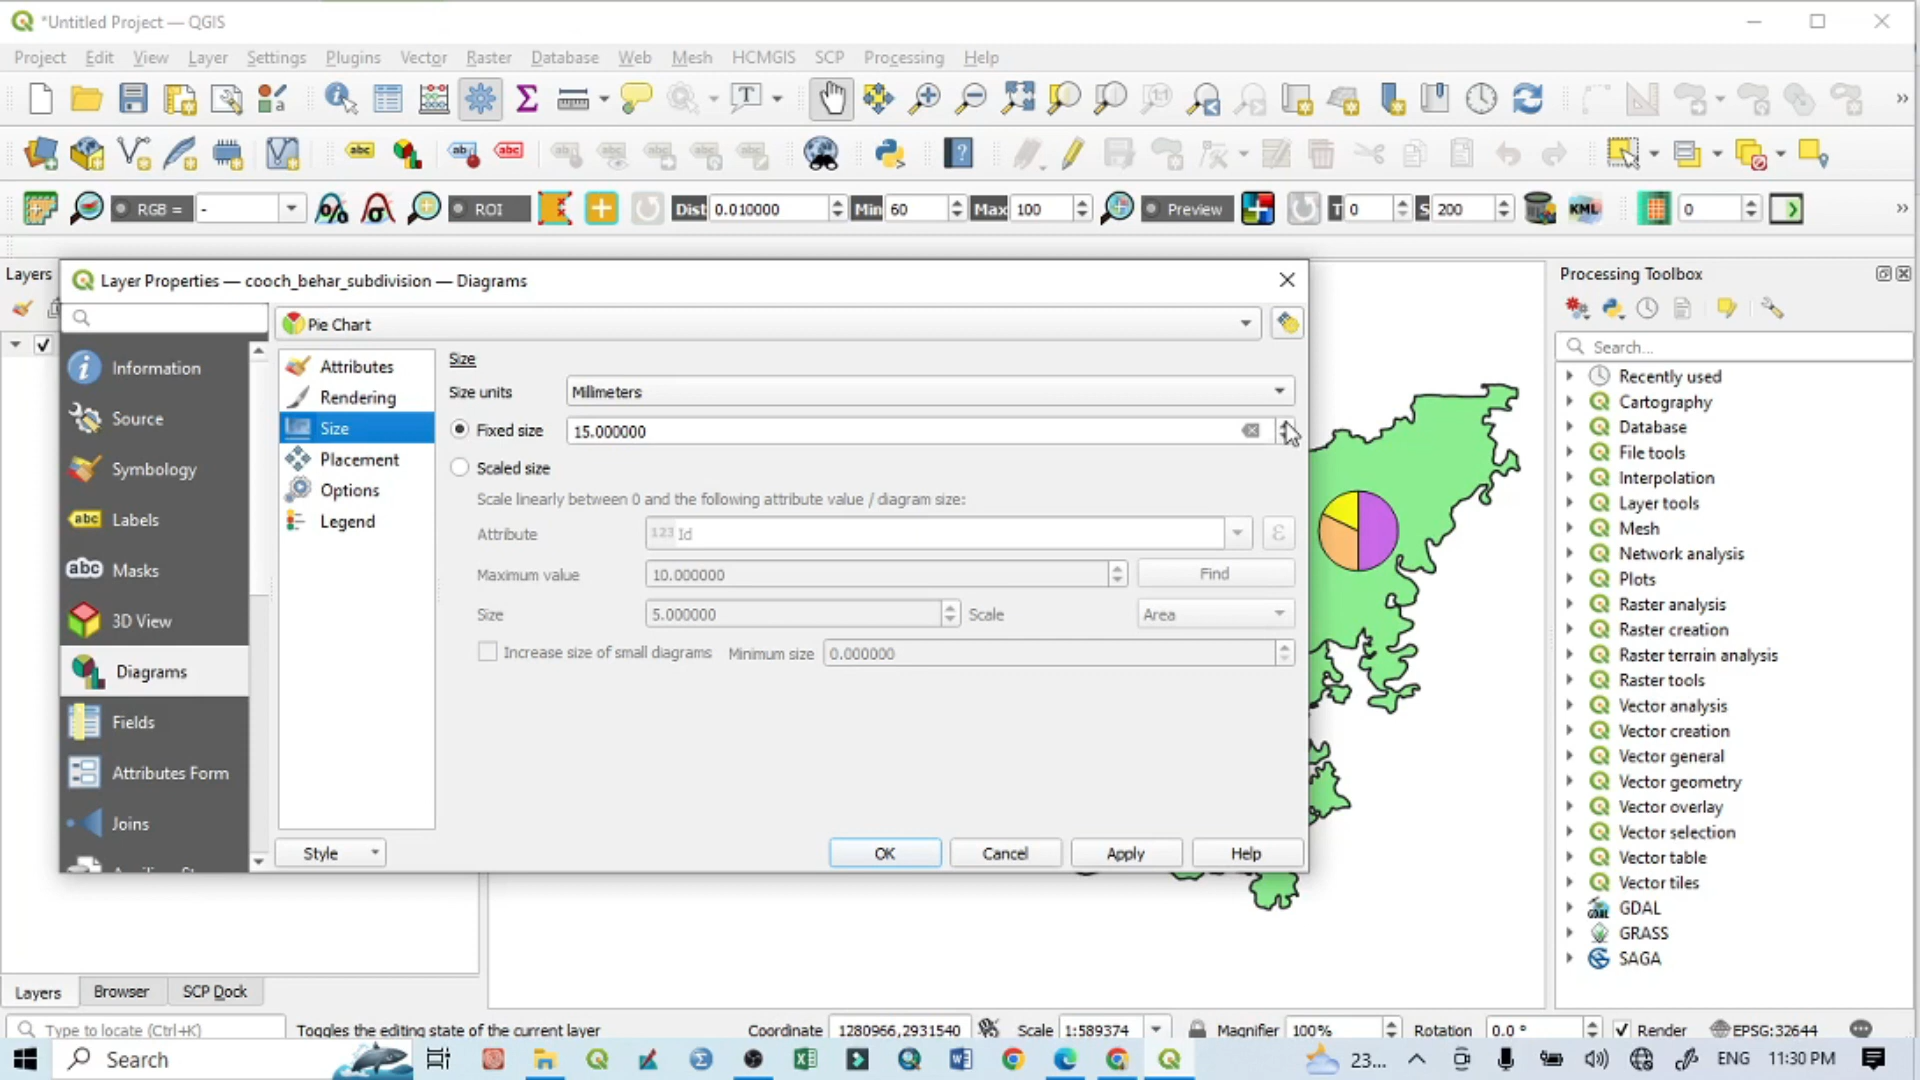 *Untitled Project — QGIS
Project Edit View Layer Settings Plugins Vector Raster Database Web Mesh HCMGIS SCP Processing Help
abc abc
RGB = - ROI Dist 0.010000 Min 60 Max 100 Preview T 0 S 200 KML 0
Layers
Processing Toolbox
Layer Properties — cooch_behar_subdivision — Diagrams
Pie Chart
Information
Source
Symbology
abc Labels
abc Masks
3D View
Diagrams
Fields
Attributes Form
Joins
Attributes
Rendering
Size
Placement
Options
Legend
Size
Size units Millimeters
Fixed size 15.000000
Scaled size
Scale linearly between 0 and the following attribute value / diagram size:
Attribute 123 Id ε
Maximum value 10.000000 Find
Size 5.000000 Scale Area
Increase size of small diagrams Minimum size 0.000000
Style OK Cancel Apply Help
Search...
Recently used
Cartography
Database
File tools
Interpolation
Layer tools
Mesh
Network analysis
Plots
Raster analysis
Raster creation
Raster terrain analysis
Raster tools
Vector analysis
Vector creation
Vector general
Vector geometry
Vector overlay
Vector selection
Vector table
Vector tiles
GDAL
GRASS
SAGA
Layers Browser SCP Dock
Type to locate (Ctrl+K) Toggles the editing state of the current layer Coordinate 1280966,2931540 Scale 1:589374 Magnifier 100% Rotation 0.0 ° Render EPSG:32644
Search 23... ENG 11:30 PM